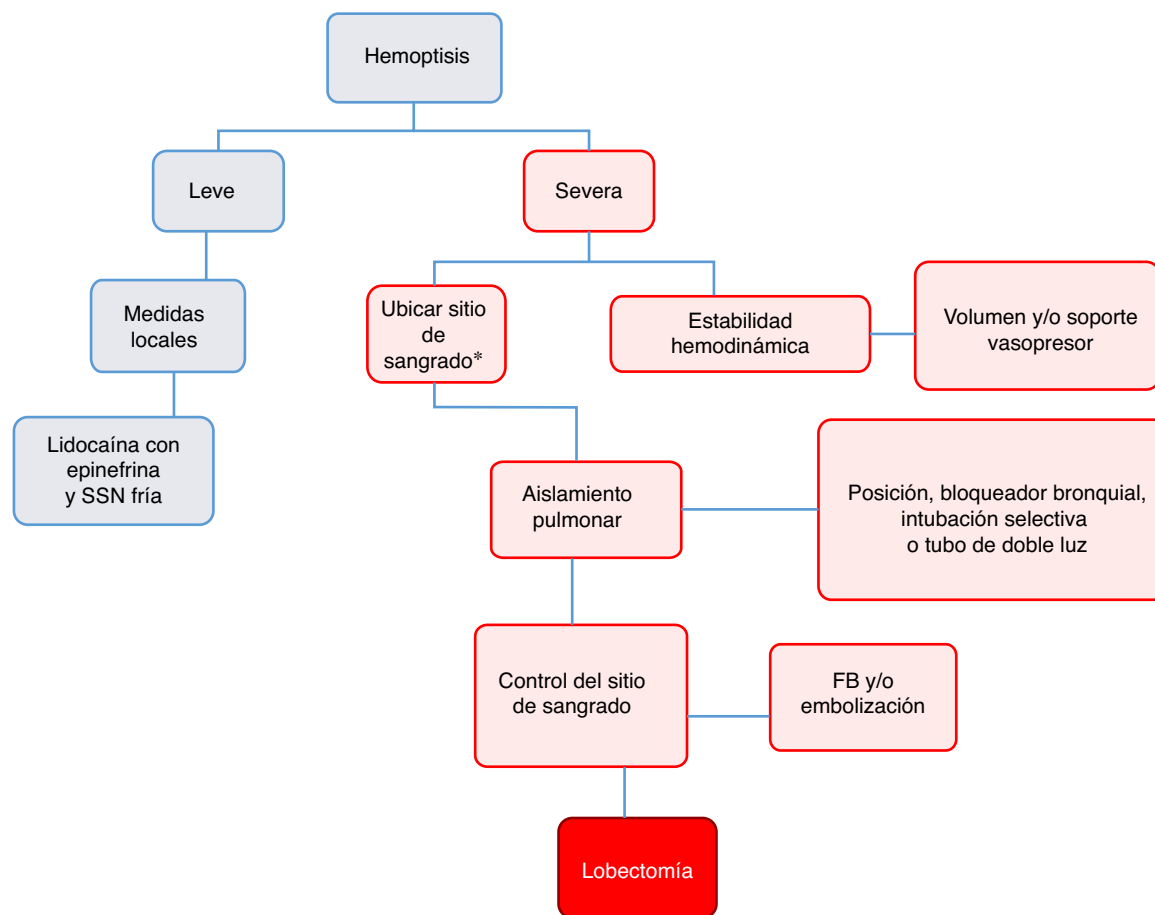 Hemoptisis
Leve
Severa
Medidas
locales
Ubicar sitio
de
sangrado*
Estabilidad
hemodinámica
Volumen y/o soporte
vasopresor
Lidocaína con
epinefrina
y SSN fría
Aislamiento
pulmonar
Posición, bloqueador bronquial,
intubación selectiva
o tubo de doble luz
Control del sitio
de sangrado
FB y/o
embolización
Lobectomía